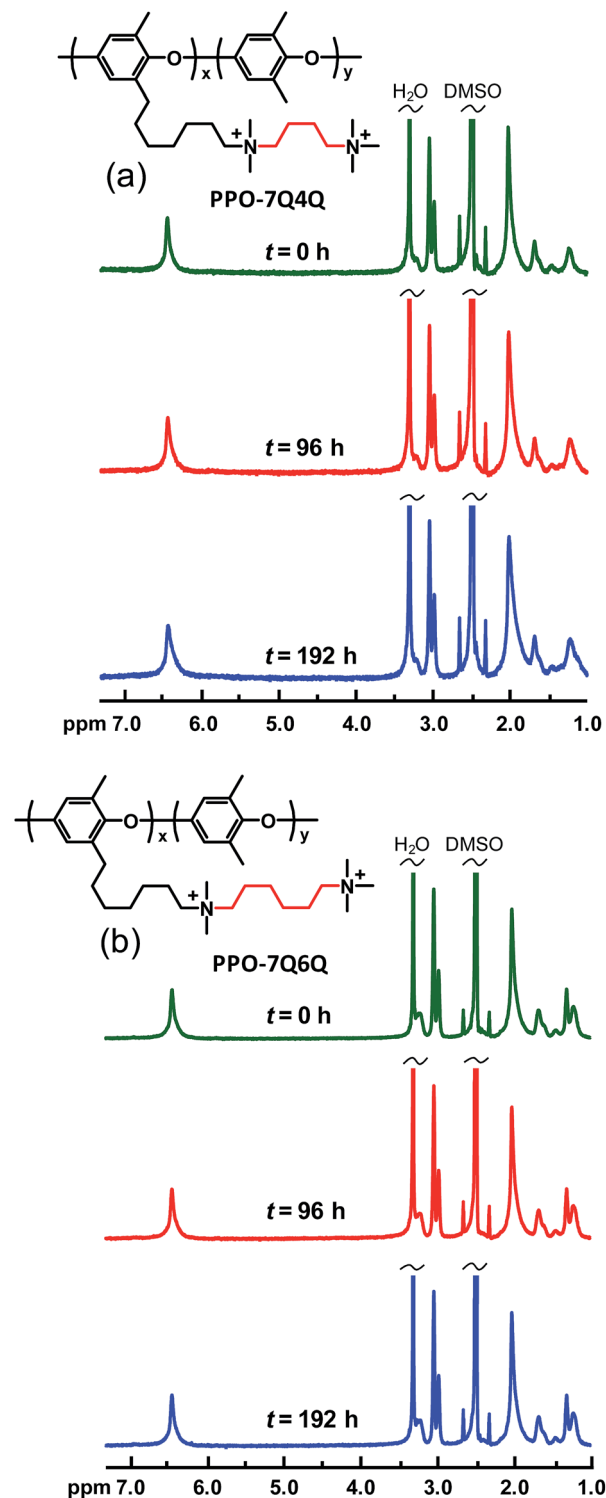 O
x
y
O
N
+
N
+
(a)
PPO-7Q4Q
H₂O
DMSO
t = 0 h
t = 96 h
t = 192 h
ppm 7.0 6.0 5.0 4.0 3.0 2.0 1.0
O
x
y
O
N
+
N
+
(b)
PPO-7Q6Q
H₂O
DMSO
t = 0 h
t = 96 h
t = 192 h
ppm 7.0 6.0 5.0 4.0 3.0 2.0 1.0